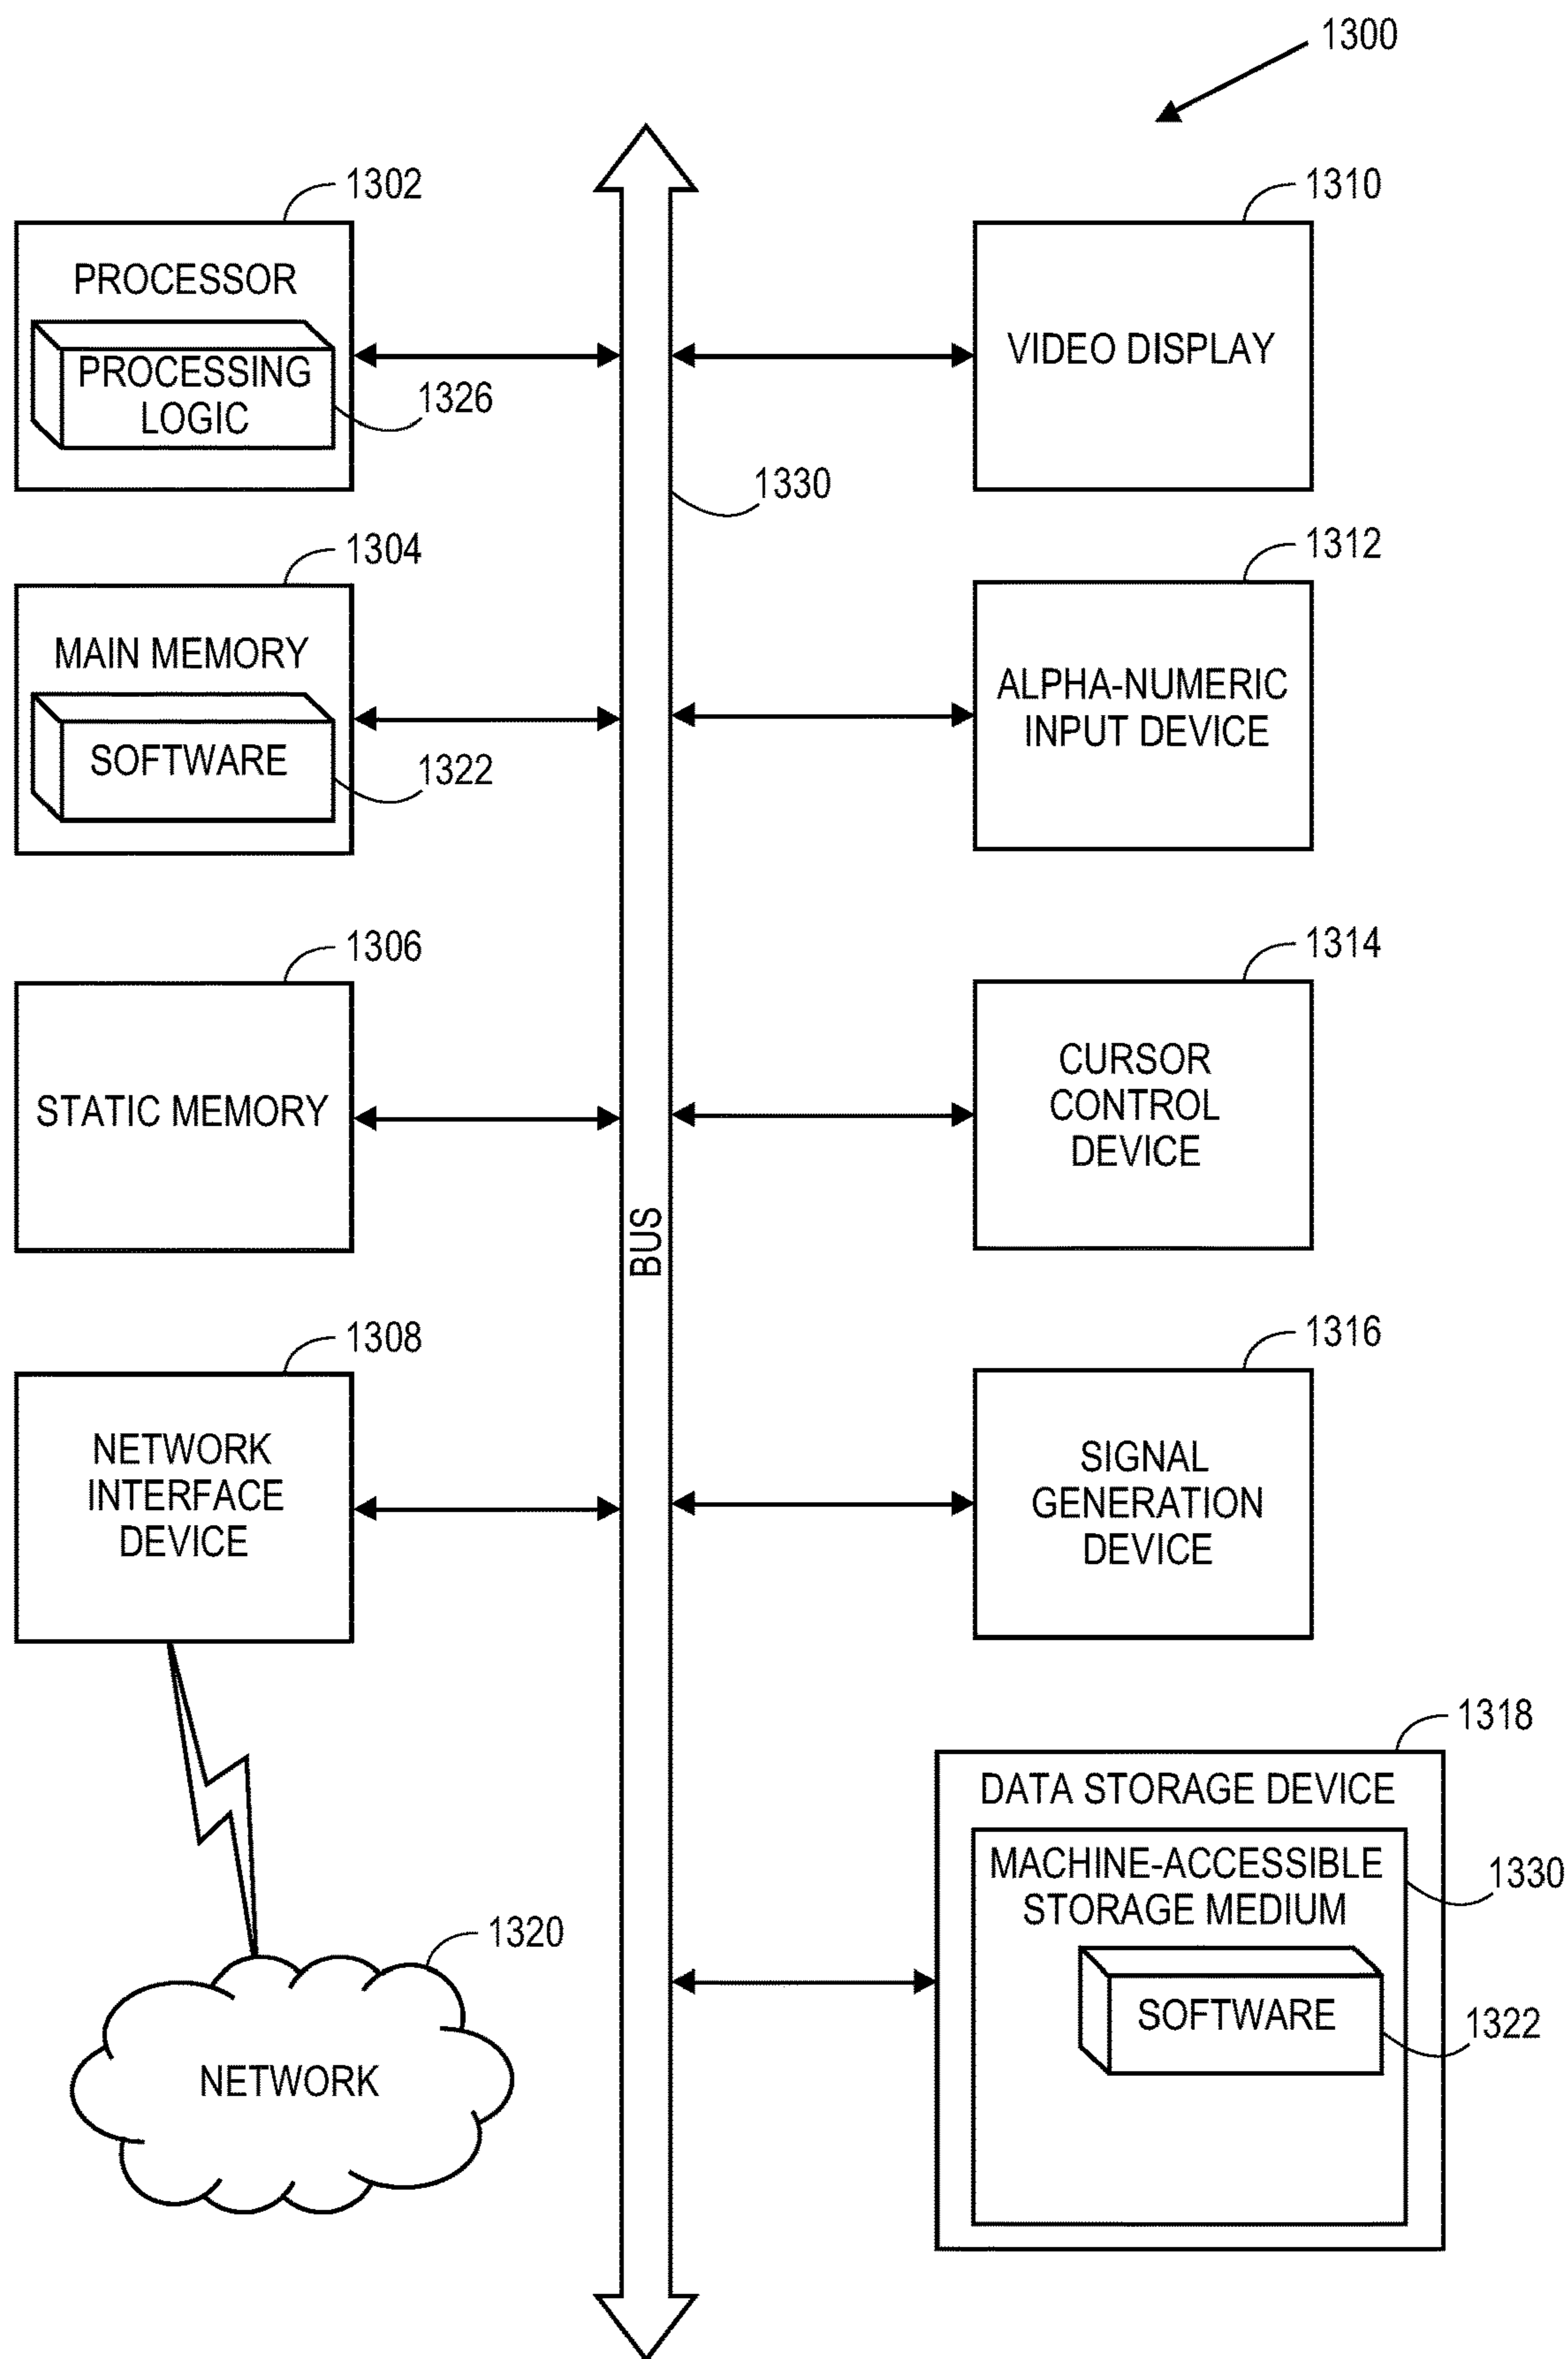 1300
1302
PROCESSOR
PROCESSING
LOGIC
1326
1310
VIDEO DISPLAY
1330
1304
MAIN MEMORY
SOFTWARE
1322
1312
ALPHA-NUMERIC
INPUT DEVICE
1306
STATIC MEMORY
1314
CURSOR
CONTROL
DEVICE
BUS
1308
NETWORK
INTERFACE
DEVICE
1316
SIGNAL
GENERATION
DEVICE
1318
DATA STORAGE DEVICE
MACHINE-ACCESSIBLE
STORAGE MEDIUM
1330
SOFTWARE
1322
1320
NETWORK